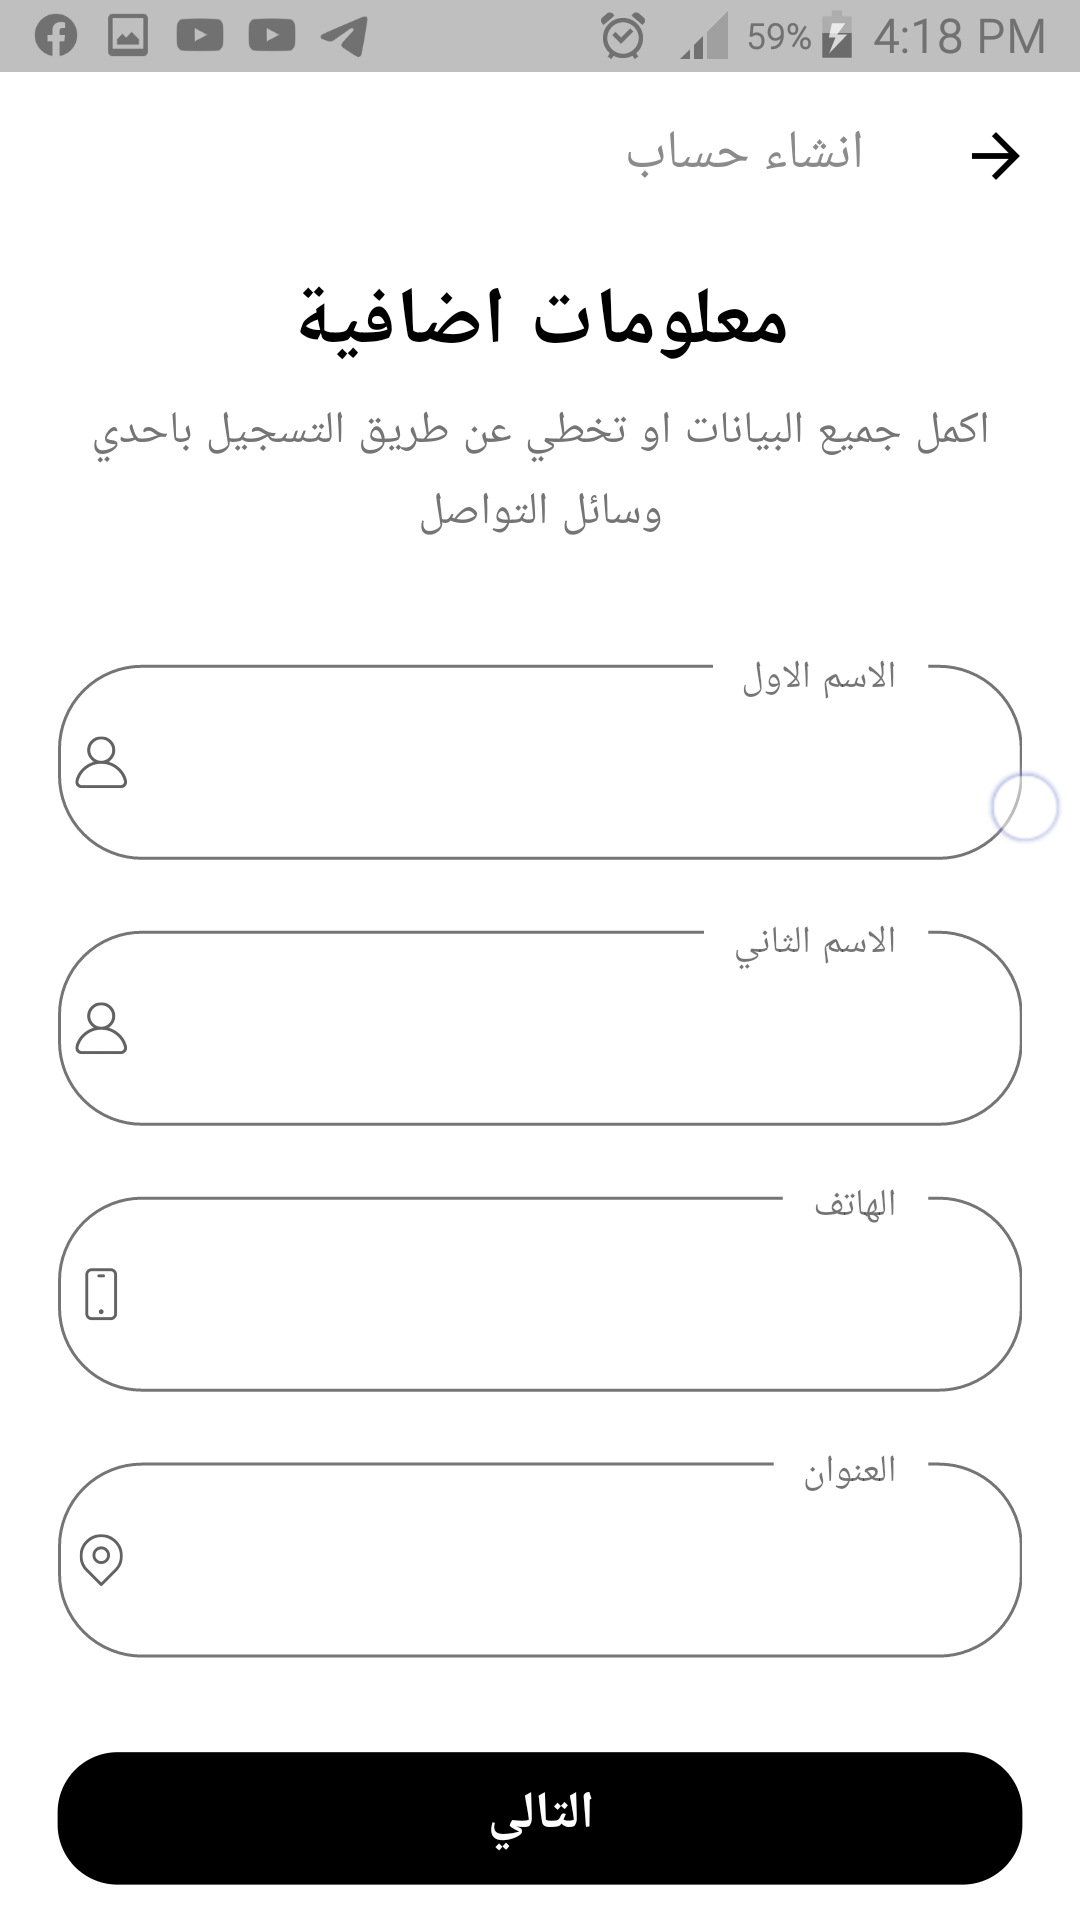 59% 4:18 PM
انشاء حساب
معلومات اضافية
اكمل جميع البيانات او تخطي عن طريق التسجيل باحدي
وسائل التواصل
الاسم الاول
الاسم الثاني
الهاتف
العنوان
التالي